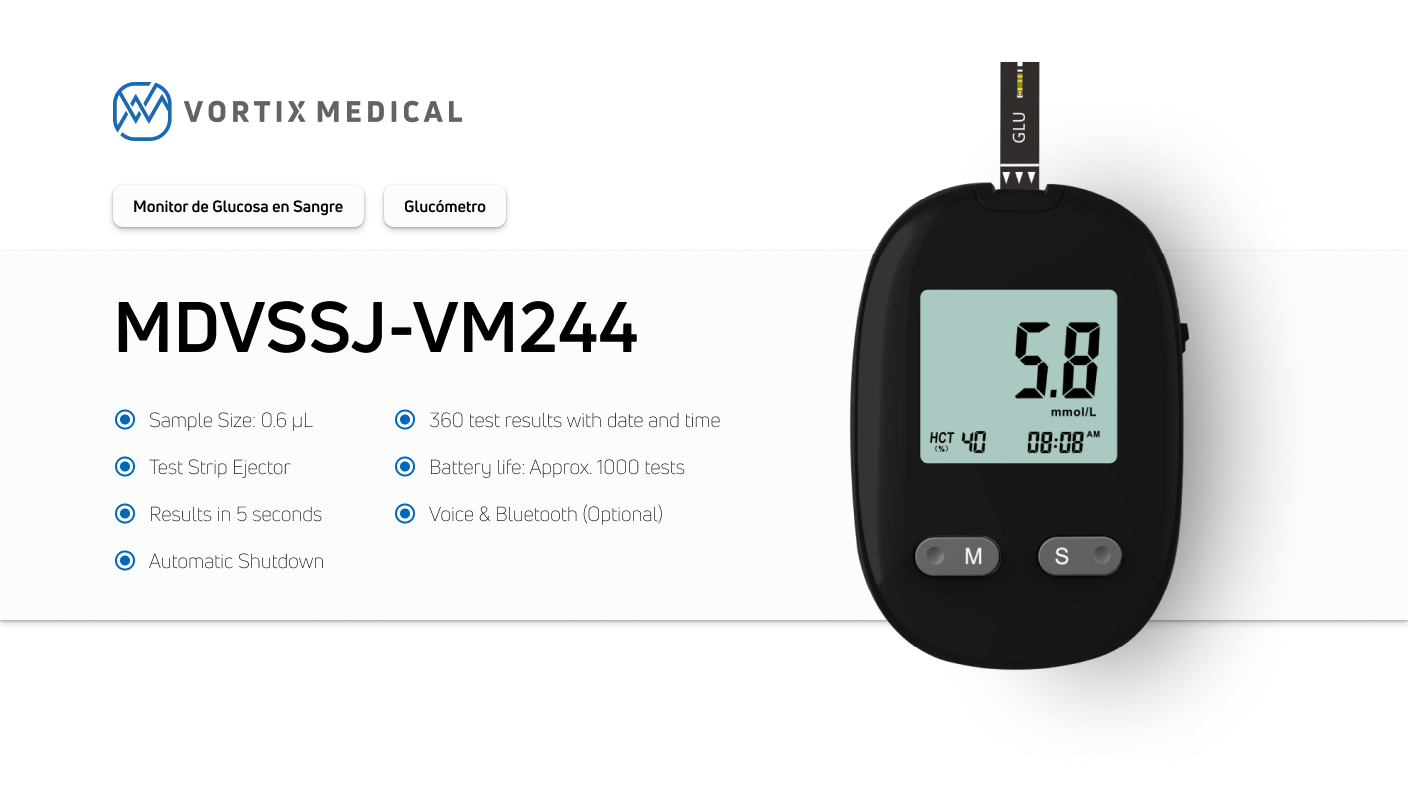 VORTIX MEDICAL
Monitor de Glucosa en Sangre
Glucómetro
MDVSSJ-VM244
Sample Size: 0.6 µL
Test Strip Ejector
Results in 5 seconds
Automatic Shutdown
360 test results with date and time
Battery life: Approx. 1000 tests
Voice & Bluetooth (Optional)
GLU
5.8
mmol/L
HCT (%) 40 08:08 AM
M S